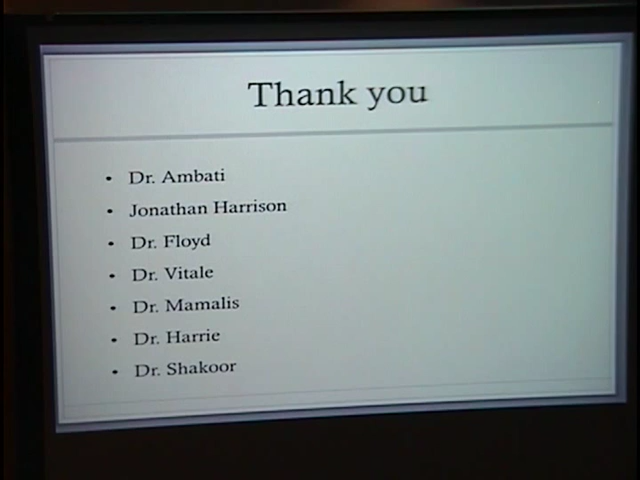 Thank you
• Dr. Ambati
• Jonathan Harrison
• Dr. Floyd
• Dr. Vitale
• Dr. Mamalis
• Dr. Harrie
• Dr. Shakoor